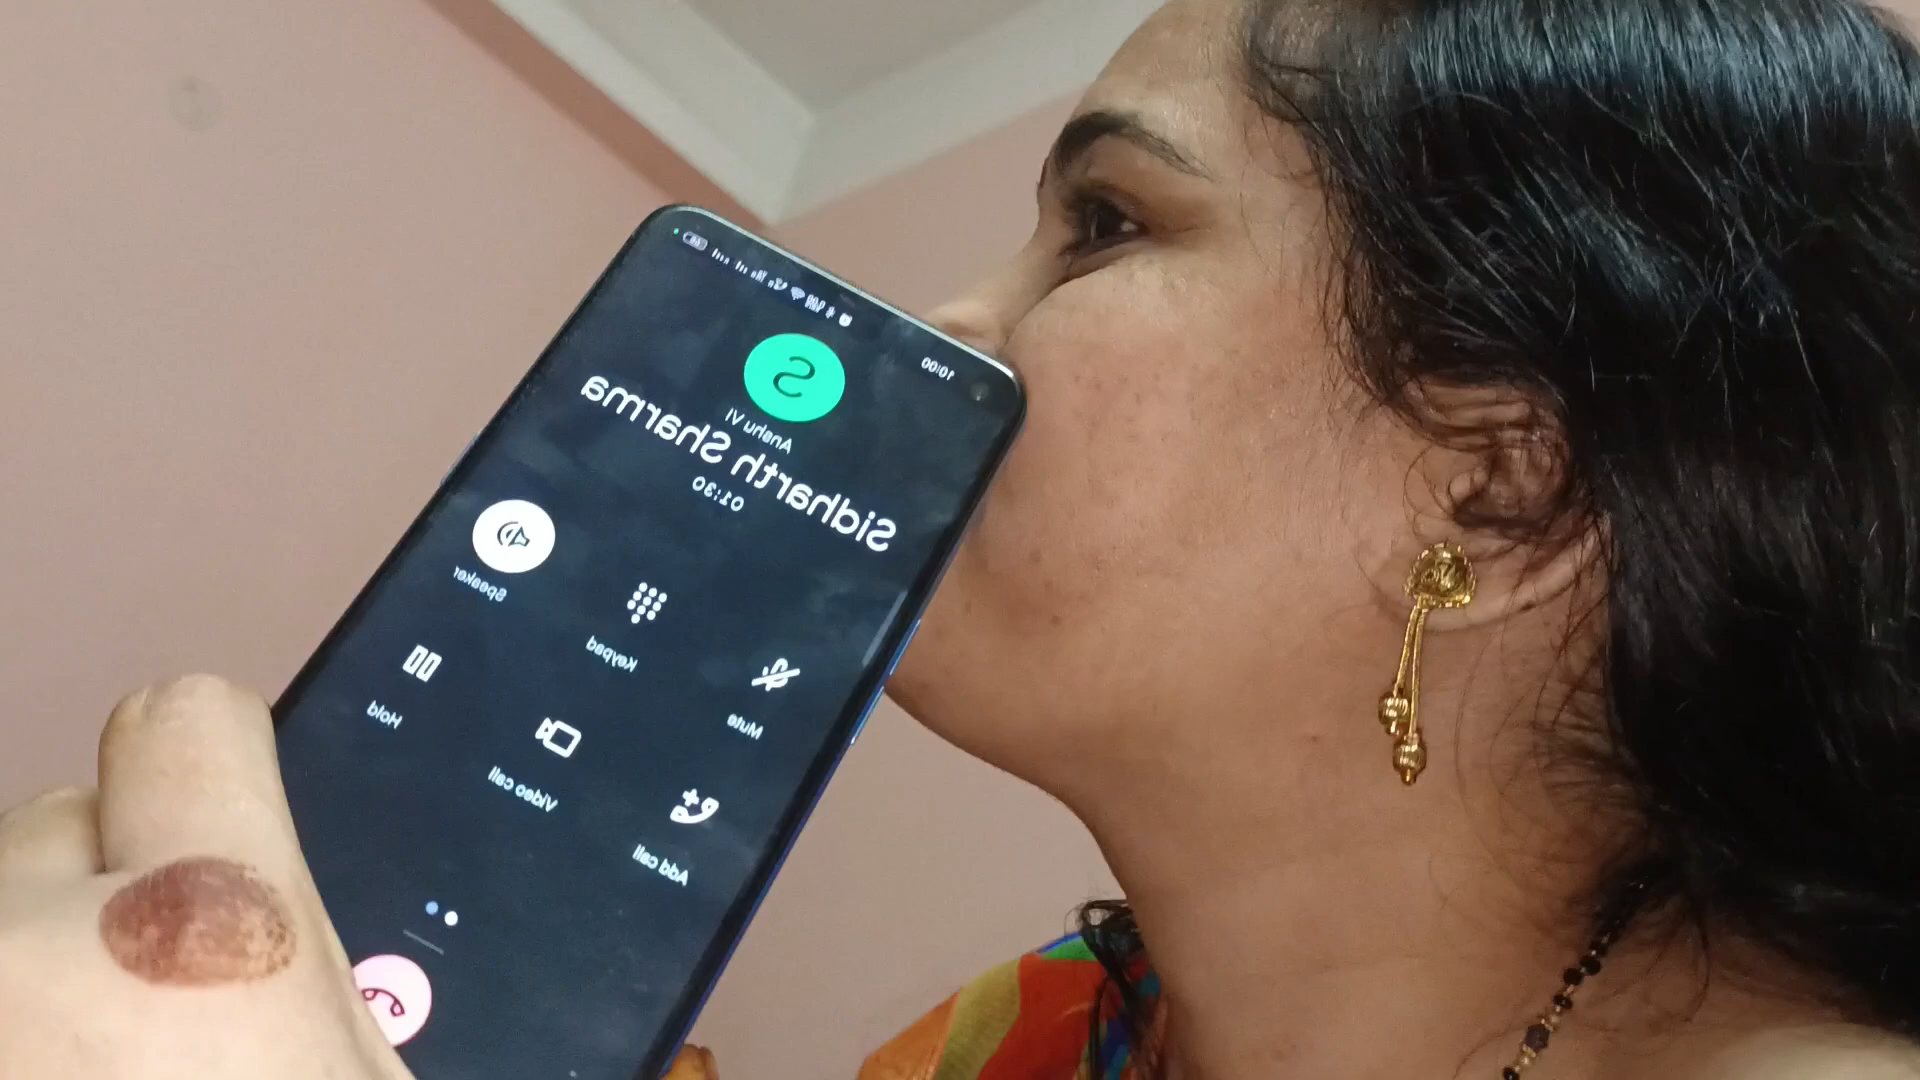 10:00
S
Anshu VI
Sidharth Sharma
01:30
Mute
Keypad
Speaker
Add call
Video call
Hold